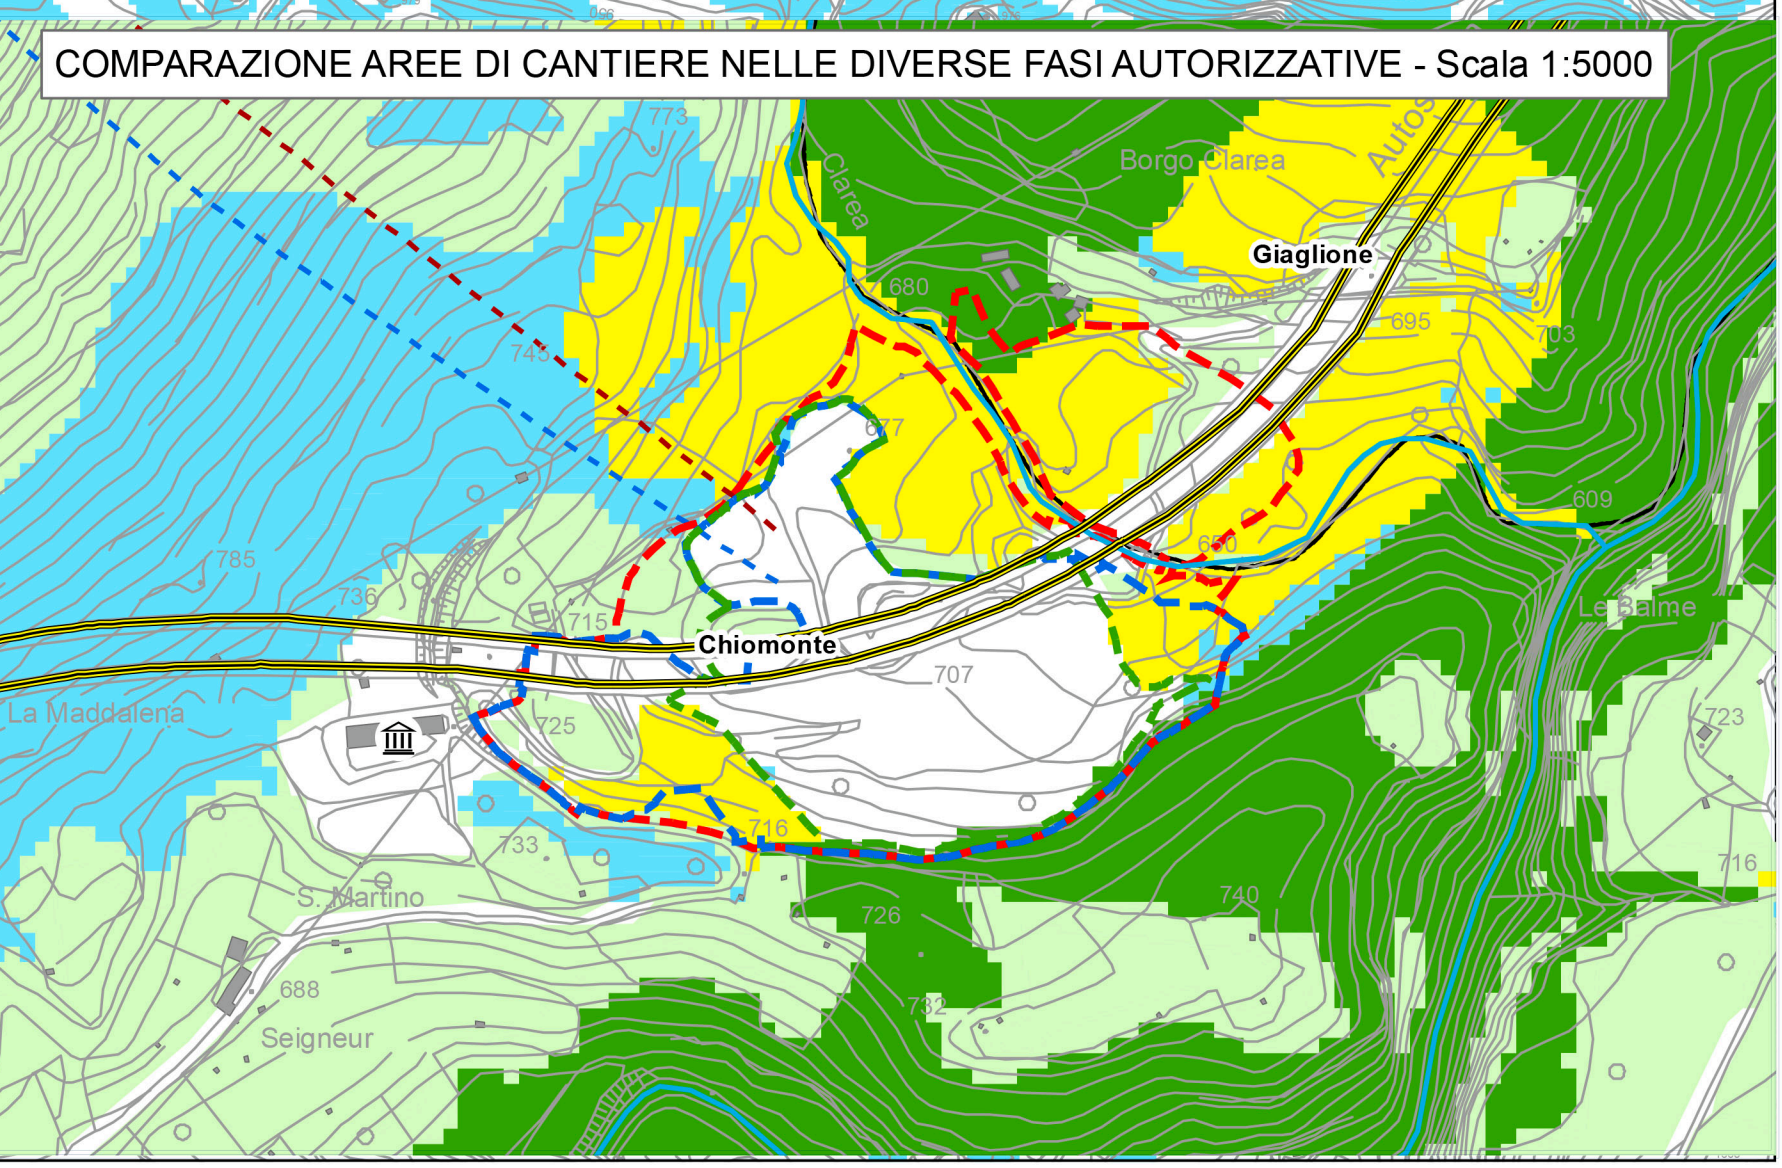 096
COMPARAZIONE AREE DI CANTIERE NELLE DIVERSE FASI AUTORIZZATIVE - Scala 1:5000
773
Autos
Borgo Clarea
Clarea
Giaglione
680
695
703
745
677
609
650
785
736
715
Le Balme
Chiomonte
707
La Maddalena
725
723
716
733
716
S. Martino
726
740
688
732
Seigneur